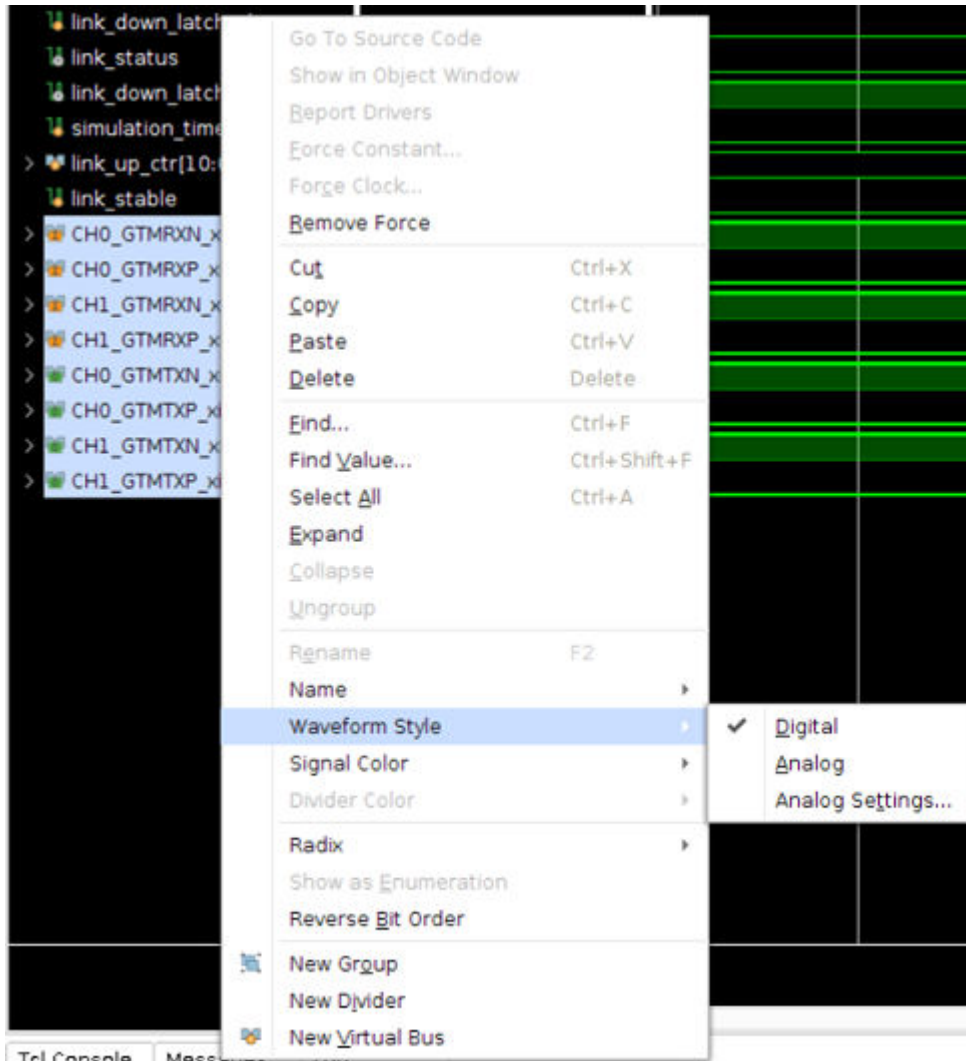 link_down_latch
link_status
link_down_latch
simulation_time
link_up_ctr[10:
link_stable
CH0_GTMRXN_x
CH0_GTMRXP_x
CH1_GTMRXN_x
CH1_GTMRXP_x
CH0_GTMTXN_x
CH0_GTMTXP_xi
CH1_GTMTXN_x
CH1_GTMTXP_xi
Go To Source Code
Show in Object Window
Report Drivers
Force Constant...
Force Clock...
Remove Force
Cut Ctrl+X
Copy Ctrl+C
Paste Ctrl+V
Delete Delete
Find... Ctrl+F
Find Value... Ctrl+Shift+F
Select All Ctrl+A
Expand
Collapse
Ungroup
Rename F2
Name
Waveform Style
Signal Color
Divider Color
Radix
Show as Enumeration
Reverse Bit Order
New Group
New Divider
New Virtual Bus
Digital
Analog
Analog Settings...
Tcl Console